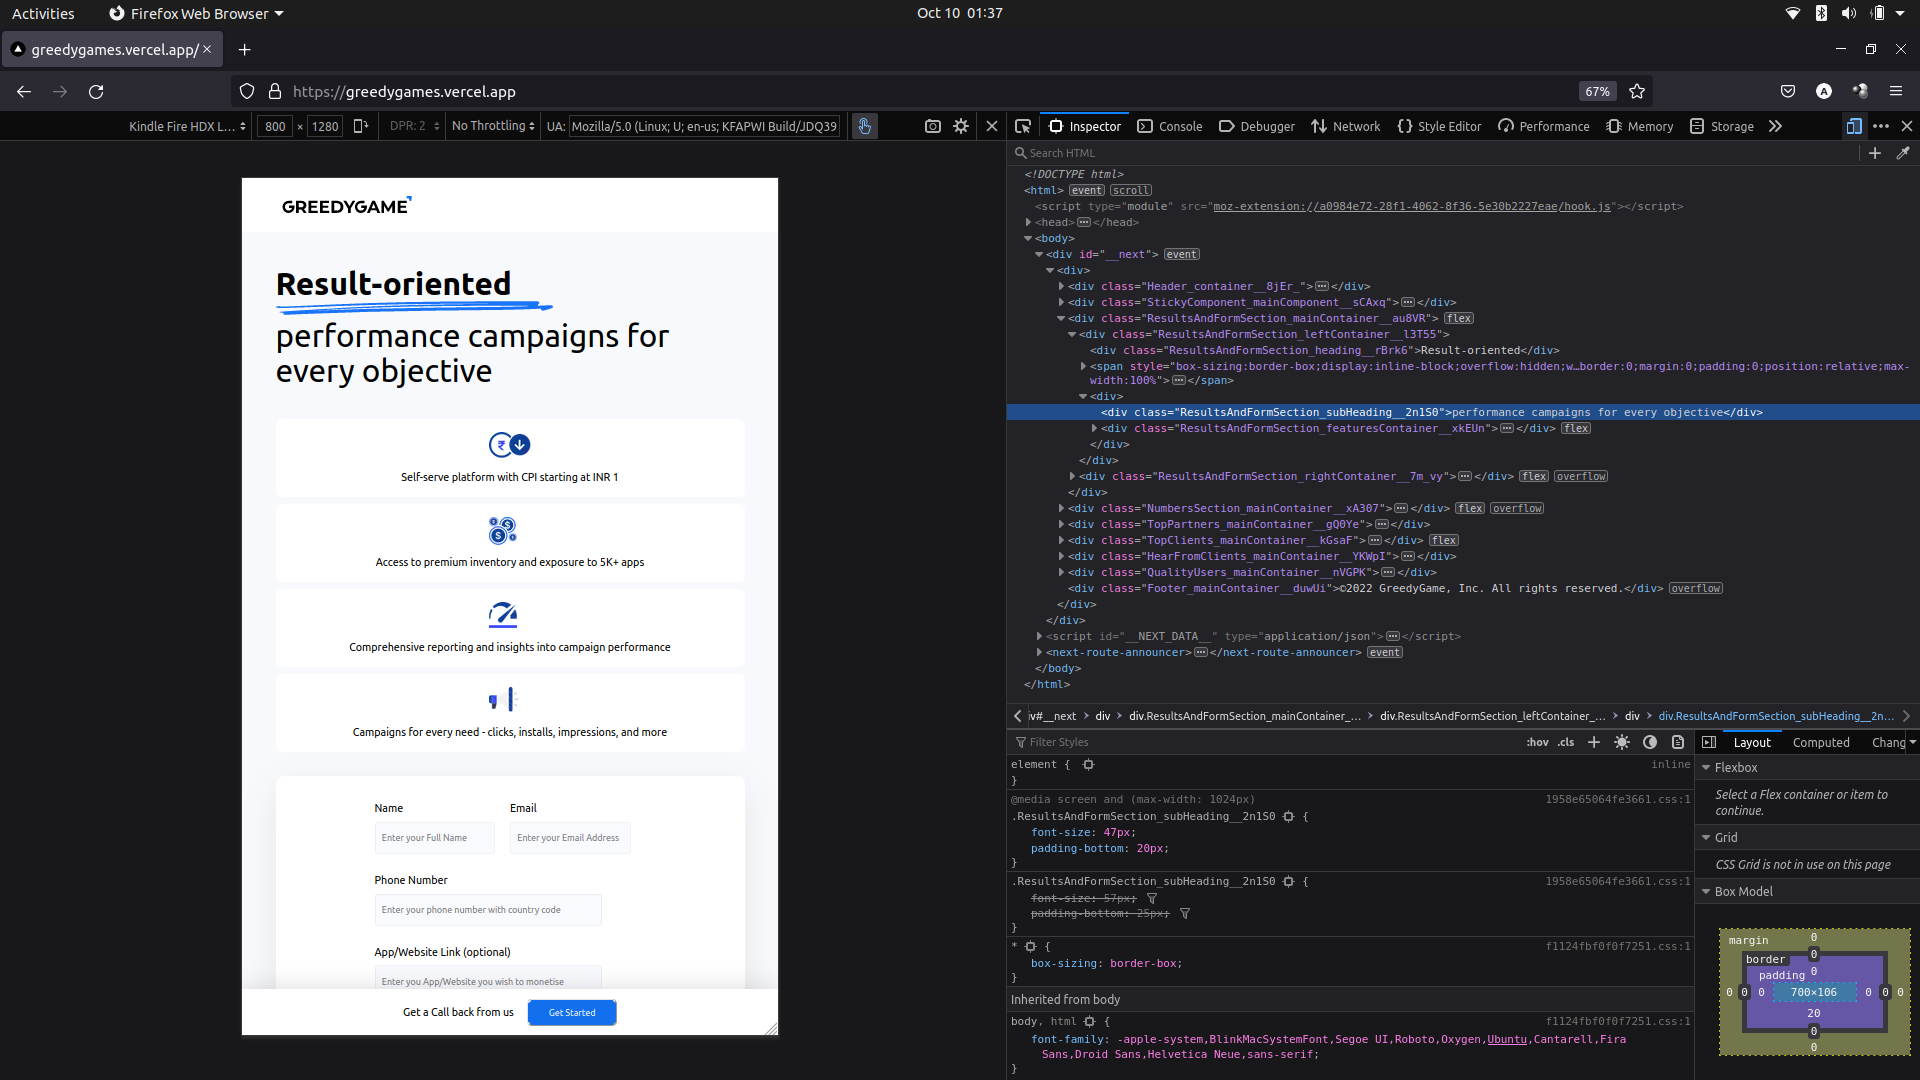 Activities
Firefox Web Browser
Oct 10 01:37
greedygames.vercel.app/
https://greedygames.vercel.app
67%
Kindle Fire HDX L...
800 × 1280
DPR: 2
No Throttling
UA: Mozilla/5.0 (Linux; U; en-us; KFAPWI Build/JDQ39
GREEDYGAME
Result-oriented
performance campaigns for
every objective
Self-serve platform with CPI starting at INR 1
Access to premium inventory and exposure to 5K+ apps
Comprehensive reporting and insights into campaign performance
Campaigns for every need - clicks, installs, impressions, and more
Name
Email
Enter your Full Name
Enter your Email Address
Phone Number
Enter your phone number with country code
App/Website Link (optional)
Enter you App/Website you wish to monetise
Get a Call back from us
Get Started
Inspector
Console
Debugger
Network
Style Editor
Performance
Memory
Storage
Search HTML
<!DOCTYPE html>
<html> event scroll
<script type="module" src="moz-extension://a0984e72-28f1-4062-8f36-5e30b2227eae/hook.js"></script>
<head></head>
<body>
<div id="__next"> event
<div>
<div class="Header_container__8jEr_"></div>
<div class="StickyComponent_mainComponent__sCAxq"></div>
<div class="ResultsAndFormSection_mainContainer__au8VR"> flex
<div class="ResultsAndFormSection_leftContainer__l3T55">
<div class="ResultsAndFormSection_heading__rBrk6">Result-oriented</div>
<span style="box-sizing:border-box;display:inline-block;overflow:hidden;w…border:0;margin:0;padding:0;position:relative;max-
width:100%"></span>
<div>
<div class="ResultsAndFormSection_subHeading__2n1S0">performance campaigns for every objective</div>
<div class="ResultsAndFormSection_featuresContainer__xkEUn"></div> flex
</div>
</div>
<div class="ResultsAndFormSection_rightContainer__7m_vy"></div> flex overflow
</div>
<div class="NumbersSection_mainContainer__xA307"></div> flex overflow
<div class="TopPartners_mainContainer__gQ0Ye"></div>
<div class="TopClients_mainContainer__kGsaF"></div> flex
<div class="HearFromClients_mainContainer__YKWpI"></div>
<div class="QualityUsers_mainContainer__nVGPK"></div>
<div class="Footer_mainContainer__duwUi">©2022 GreedyGame, Inc. All rights reserved.</div> overflow
</div>
</div>
<script id="__NEXT_DATA__" type="application/json"></script>
<next-route-announcer></next-route-announcer> event
</body>
</html>
iv#__next
div
div.ResultsAndFormSection_mainContainer_...
div.ResultsAndFormSection_leftContainer_...
div
div.ResultsAndFormSection_subHeading__2n...
Filter Styles
:hov .cls
element {
inline
}
@media screen and (max-width: 1024px)
1958e65064fe3661.css:1
.ResultsAndFormSection_subHeading__2n1S0 {
font-size: 47px;
padding-bottom: 20px;
}
.ResultsAndFormSection_subHeading__2n1S0 {
1958e65064fe3661.css:1
font-size: 57px;
padding-bottom: 25px;
}
* {
f1124fbf0f0f7251.css:1
box-sizing: border-box;
}
Inherited from body
body, html {
f1124fbf0f0f7251.css:1
font-family: -apple-system,BlinkMacSystemFont,Segoe UI,Roboto,Oxygen,Ubuntu,Cantarell,Fira
Sans,Droid Sans,Helvetica Neue,sans-serif;
}
Layout
Computed
Chang
Flexbox
Select a Flex container or item to
continue.
Grid
CSS Grid is not in use on this page
Box Model
margin
0
border
0
padding
0
0 0 0 700×106 0 0 0
20
0
0